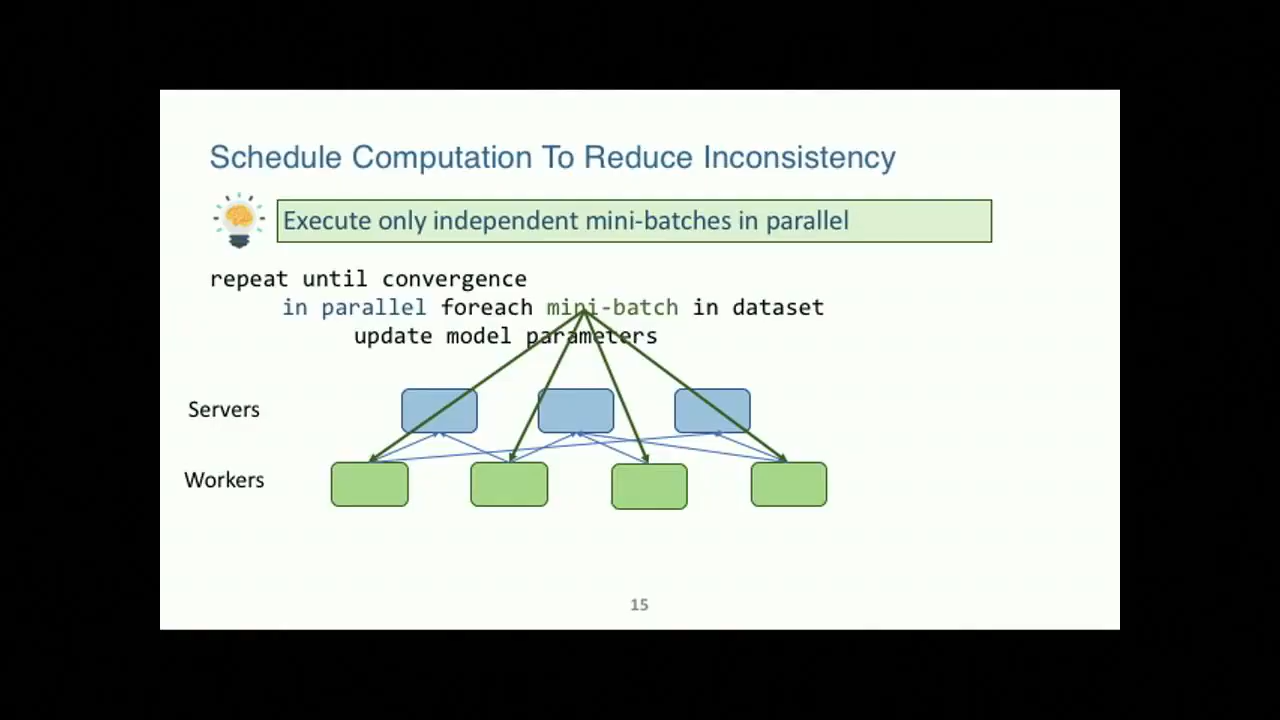 Schedule Computation To Reduce Inconsistency
Execute only independent mini-batches in parallel
repeat until convergence
in parallel foreach mini-batch in dataset
update model parameters
Servers
Workers
15